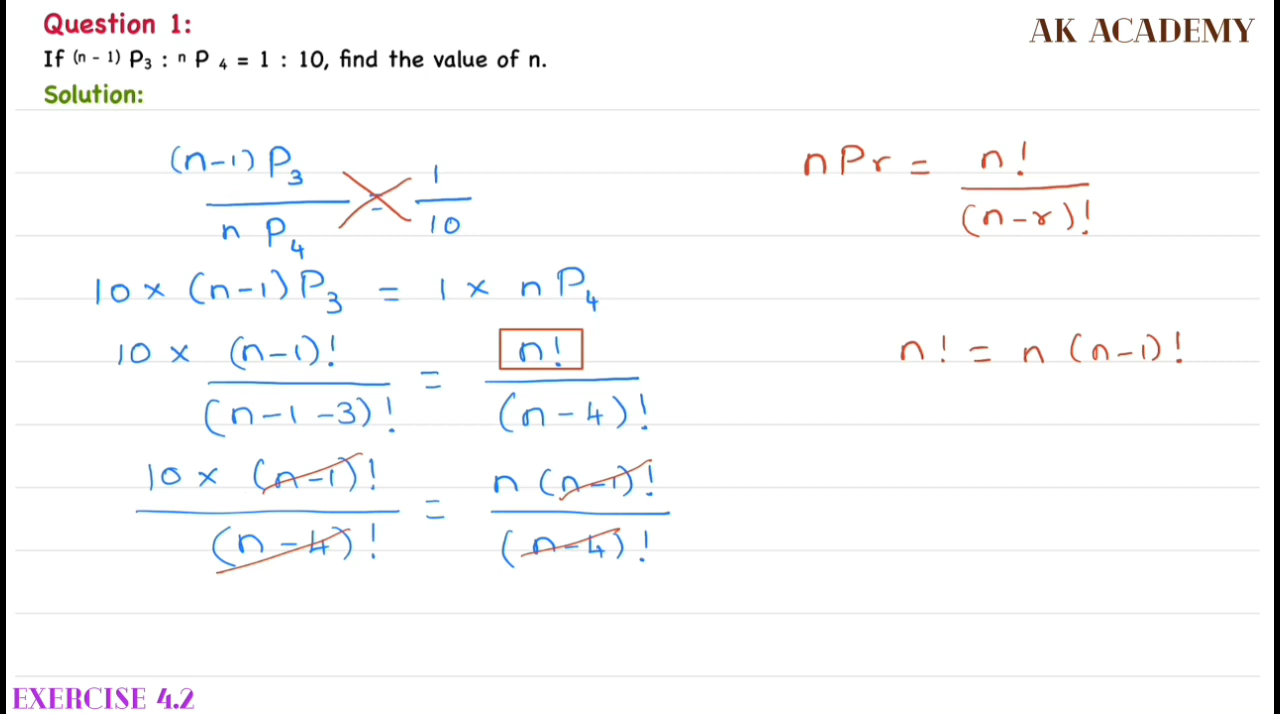 Question 1:
AK ACADEMY
If (n - 1) P3 : n P 4 = 1 : 10, find the value of n.
Solution:
(n-1) P3 / n P4 = 1 / 10
nPr = n! / (n-r)!
10 × (n-1) P3 = 1 × n P4
10 × (n-1)! / (n-1-3)! = n! / (n-4)!
n! = n (n-1)!
10 × (n-1)! / (n-4)! = n (n-1)! / (n-4)!
EXERCISE 4.2